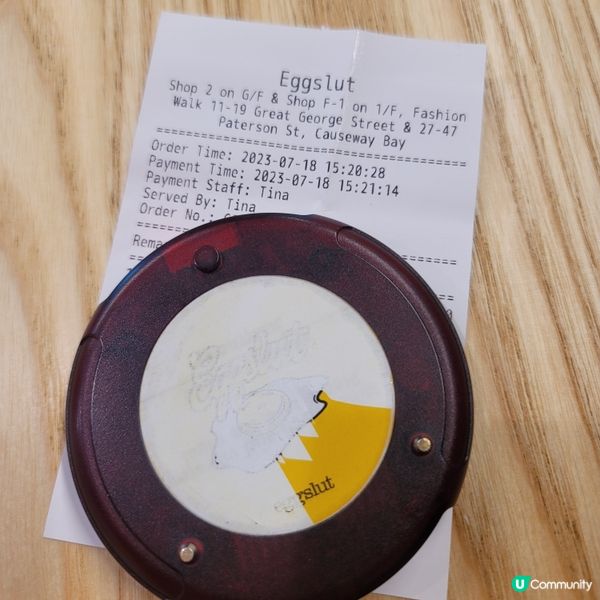 Eggslut
Shop 2 on G/F & Shop F-1 on 1/F, Fashion
Walk 11-19 Great George Street & 27-47
Paterson St, Causeway Bay
Order Time: 2023-07-18 15:20:28
Payment Time: 2023-07-18 15:21:14
Payment Staff: Tina
Served By: Tina
Order No.:
Eggslut
eggslut
U Community